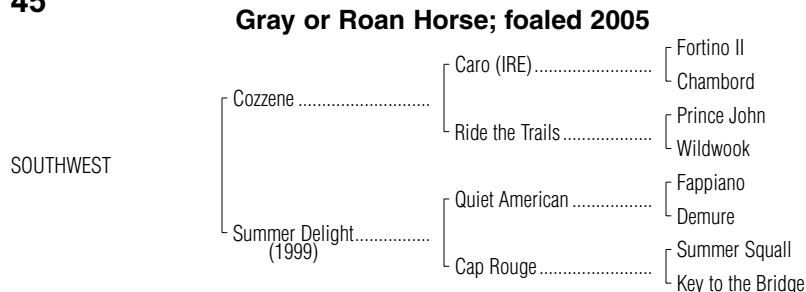 45
Gray or Roan Horse; foaled 2005
Fortino II
Caro (IRE)..........................
Chambord
Cozzene ............................
Prince John
Ride the Trails...................
Wildwook
SOUTHWEST
Fappiano
Quiet American .................
Demure
Summer Delight................
(1999)
Summer Squall
Cap Rouge........................
Key to the Bridge